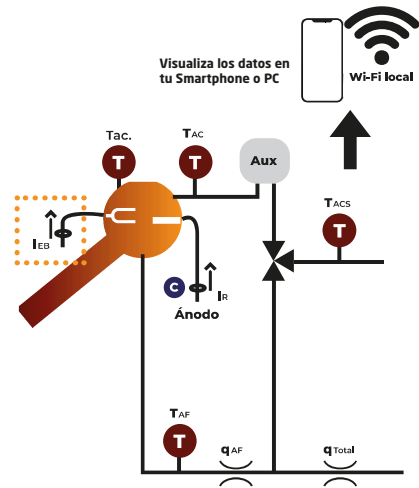 Visualiza los datos en
tu Smartphone o PC
Wi-Fi local
Tac.
T
TAC
T
Aux
IEB
TACS
T
C
IR
Ánodo
TAF
T
qAF
qTotal